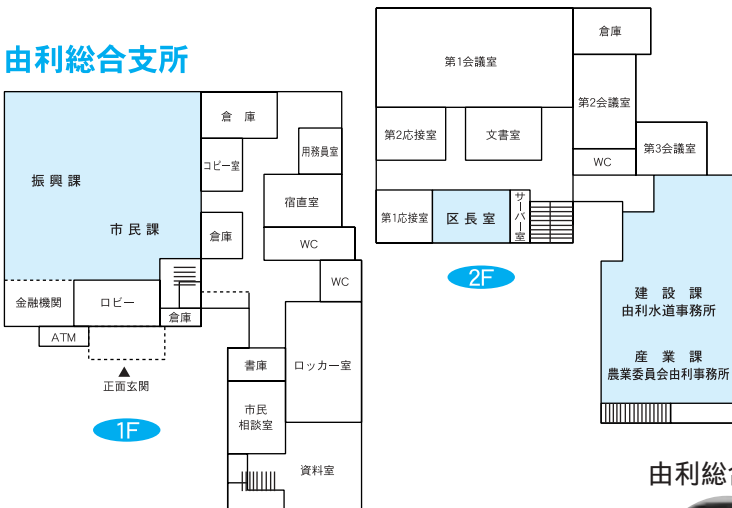 由利総合支所
倉 庫
コピー室
用務員室
振 興 課
宿直室
市 民 課
倉庫
WC
WC
金融機関
ロビー
倉庫
ATM
正面玄関
書庫
ロッカー室
市民
相談室
資料室
1F
第1会議室
倉庫
第2会議室
第2応接室
文書室
第3会議室
WC
第1応接室
区 長 室
サーバー室
2F
建 設 課
由利水道事務所
産 業 課
農業委員会由利事務所
由利総合